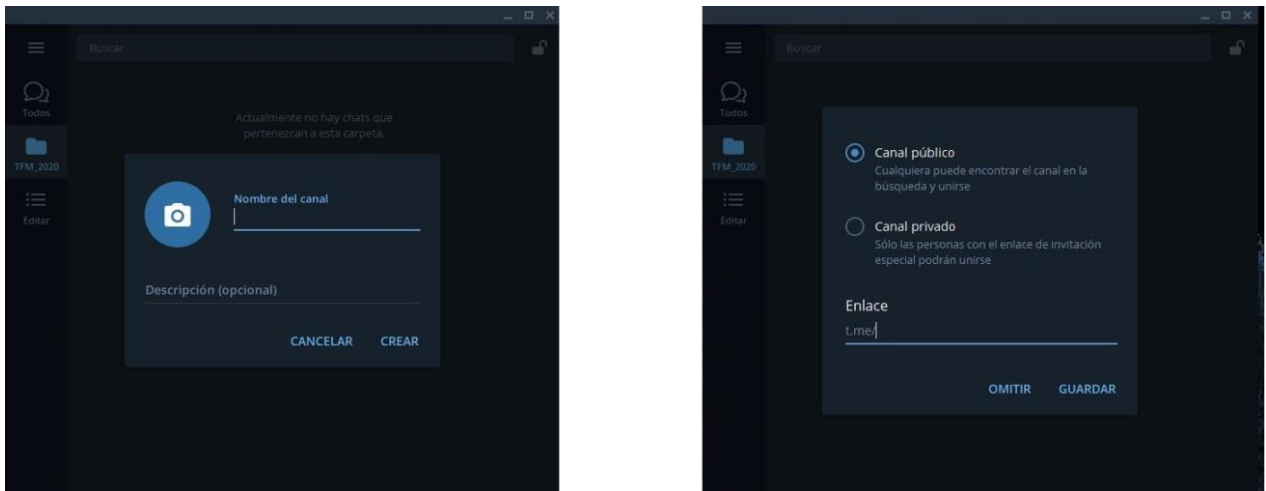 Buscar
Todos
TFM_2020
Editar
Actualmente no hay chats que
pertenezcan a esta carpeta.
Nombre del canal
Descripción (opcional)
CANCELAR CREAR
Buscar
Todos
TFM_2020
Editar
Canal público
Cualquiera puede encontrar el canal en la
búsqueda y unirse
Canal privado
Sólo las personas con el enlace de invitación
especial podrán unirse
Enlace
t.me/
OMITIR GUARDAR